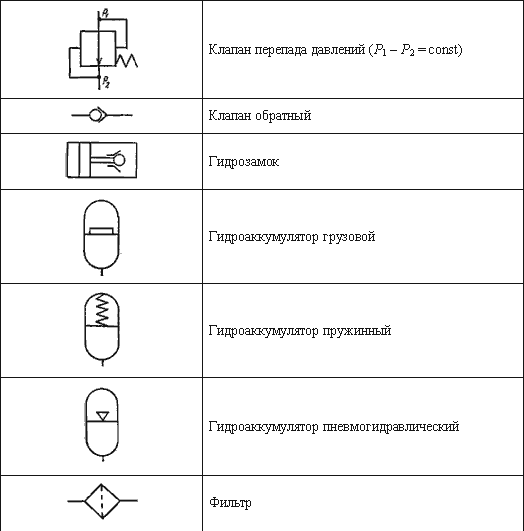 P₁
P₂
Клапан перепада давлений (P₁ – P₂ = const)
Клапан обратный
Гидрозамок
Гидроаккумулятор грузовой
Гидроаккумулятор пружинный
Гидроаккумулятор пневмогидравлический
Фильтр